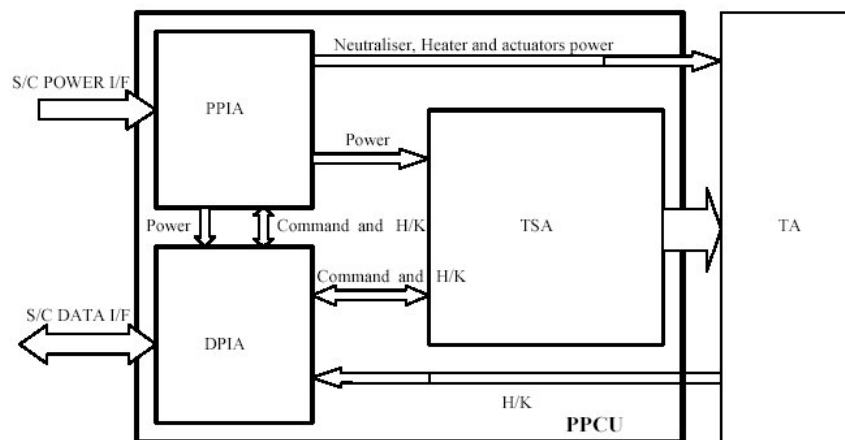 Neutraliser, Heater and actuators power
S/C POWER I/F
PPIA
Power
TSA
TA
Power
Command and H/K
Command and H/K
S/C DATA I/F
DPIA
H/K
PPCU